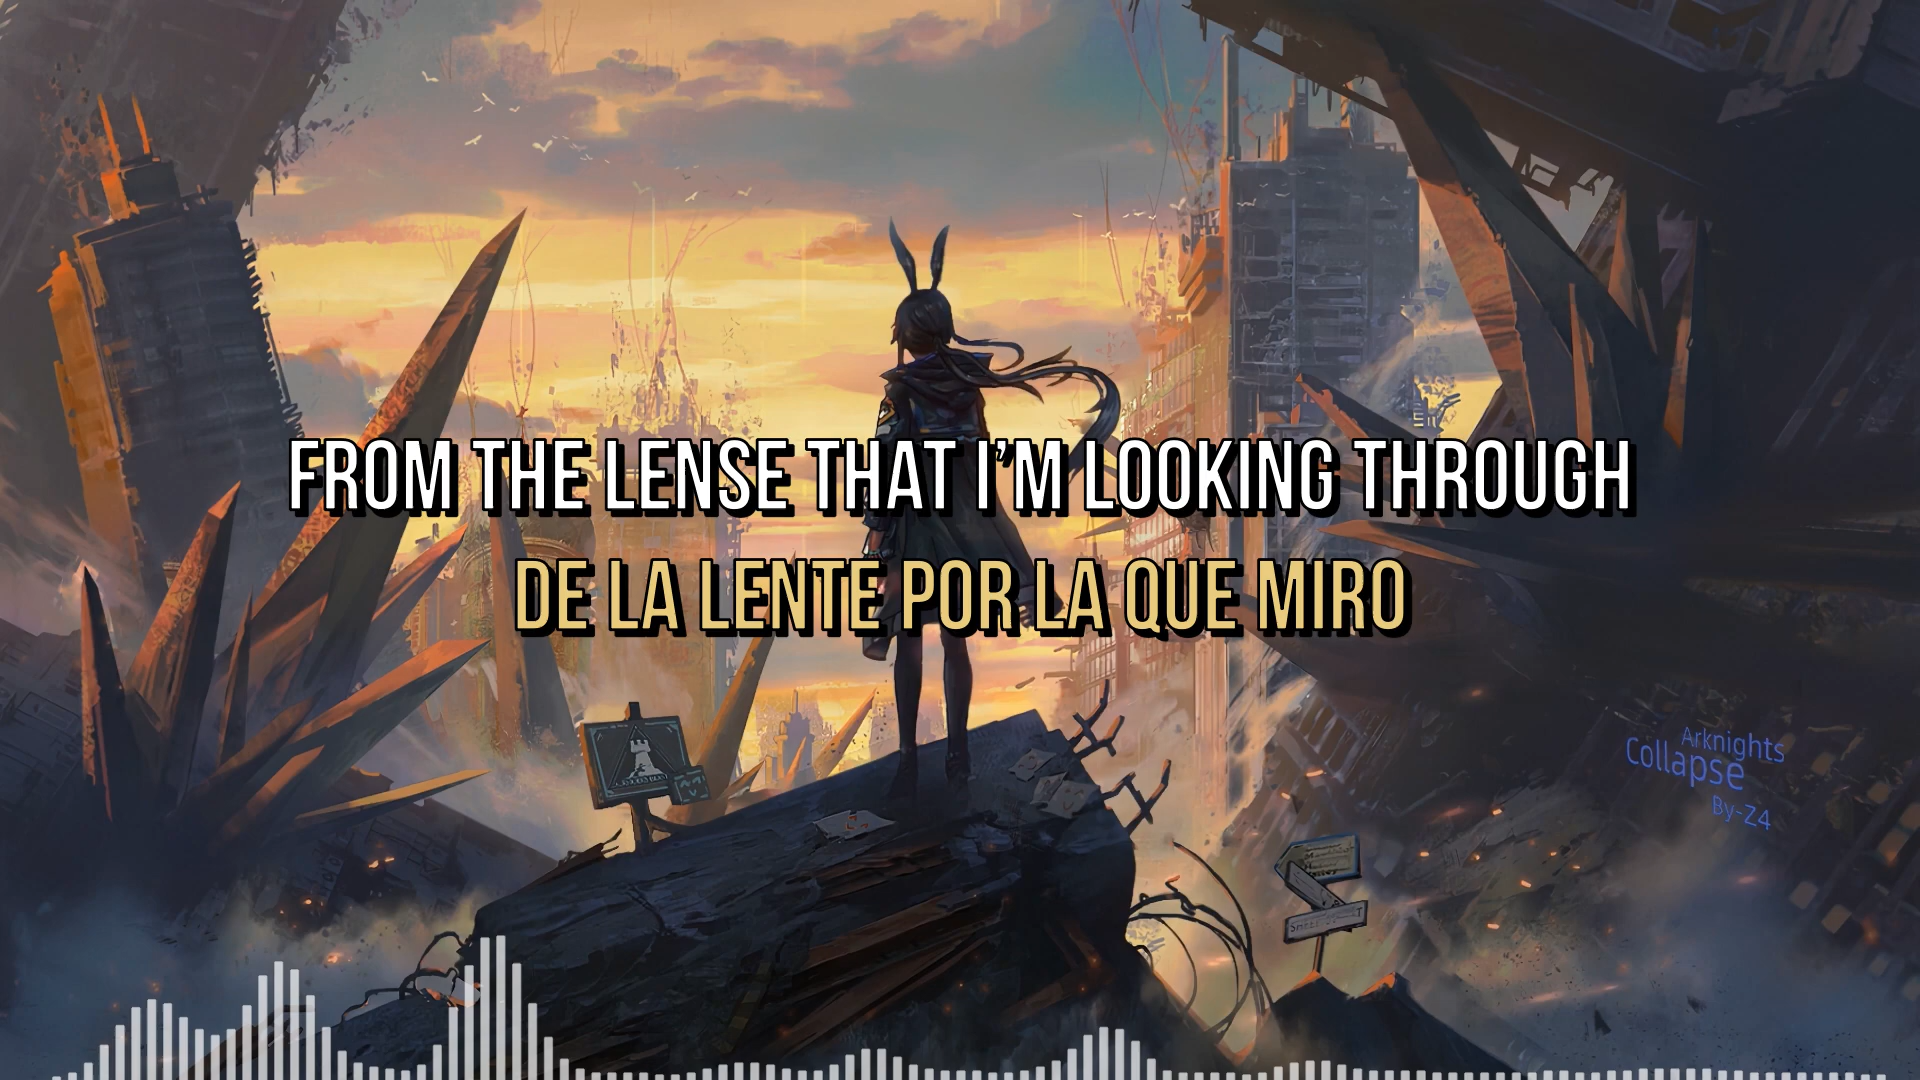 FROM THE LENSE THAT I'M LOOKING THROUGH
DE LA LENTE POR LA QUE MIRO
Arknights
Collapse
By-Z4